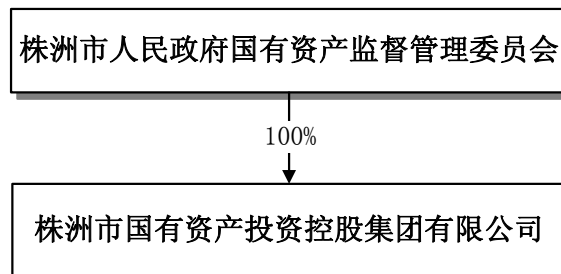 株洲市人民政府国有资产监督管理委员会
100%
株洲市国有资产投资控股集团有限公司